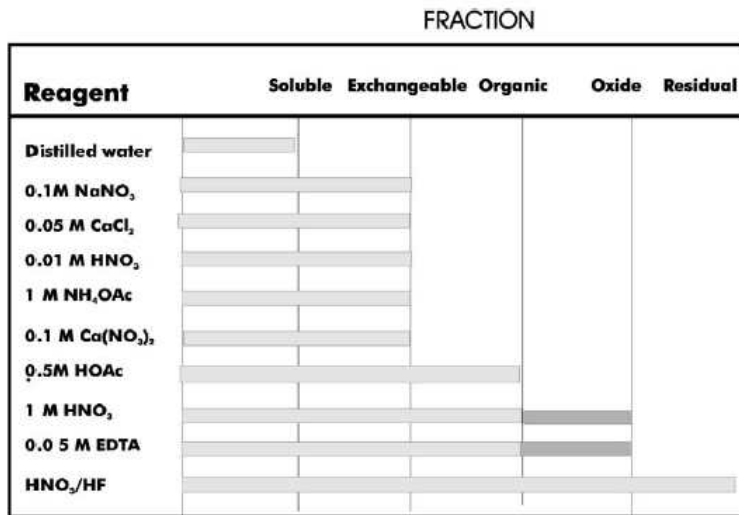 FRACTION
Reagent Soluble Exchangeable Organic Oxide Residual
Distilled water
0.1M NaNO₃
0.05 M CaCl₂
0.01 M HNO₃
1 M NH₄OAc
0.1 M Ca(NO₃)₂
0.5M HOAc
1 M HNO₃
0.0 5 M EDTA
HNO₃/HF